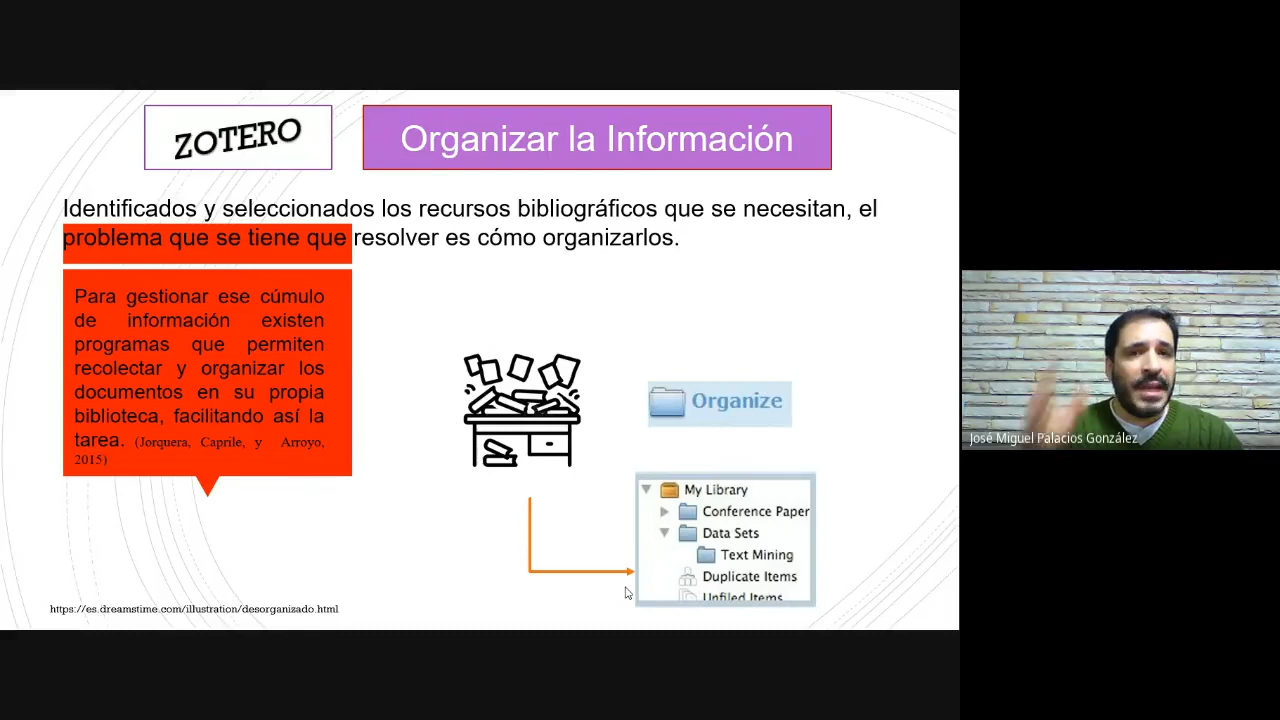 ZOTERO
Organizar la Información
Identificados y seleccionados los recursos bibliográficos que se necesitan, el
problema que se tiene que resolver es cómo organizarlos.
Para gestionar ese cúmulo
de información existen
programas que permiten
recolectar y organizar los
documentos en su propia
biblioteca, facilitando así la
tarea. (Jorquera, Caprile, y Arroyo,
2015)
Organize
My Library
Conference Paper
Data Sets
Text Mining
Duplicate Items
Unfiled Items
https://es.dreamstime.com/illustration/desorganizado.html
José Miguel Palacios González